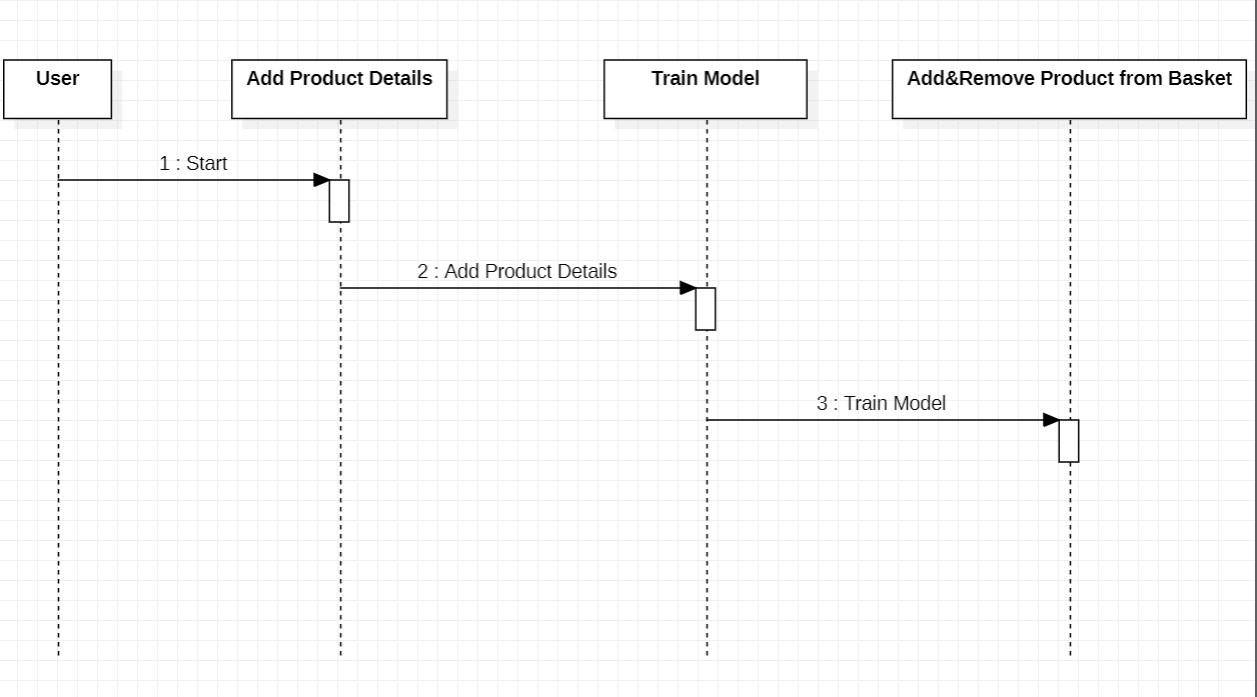 User
Add Product Details
Train Model
Add&Remove Product from Basket
1 : Start
2 : Add Product Details
3 : Train Model